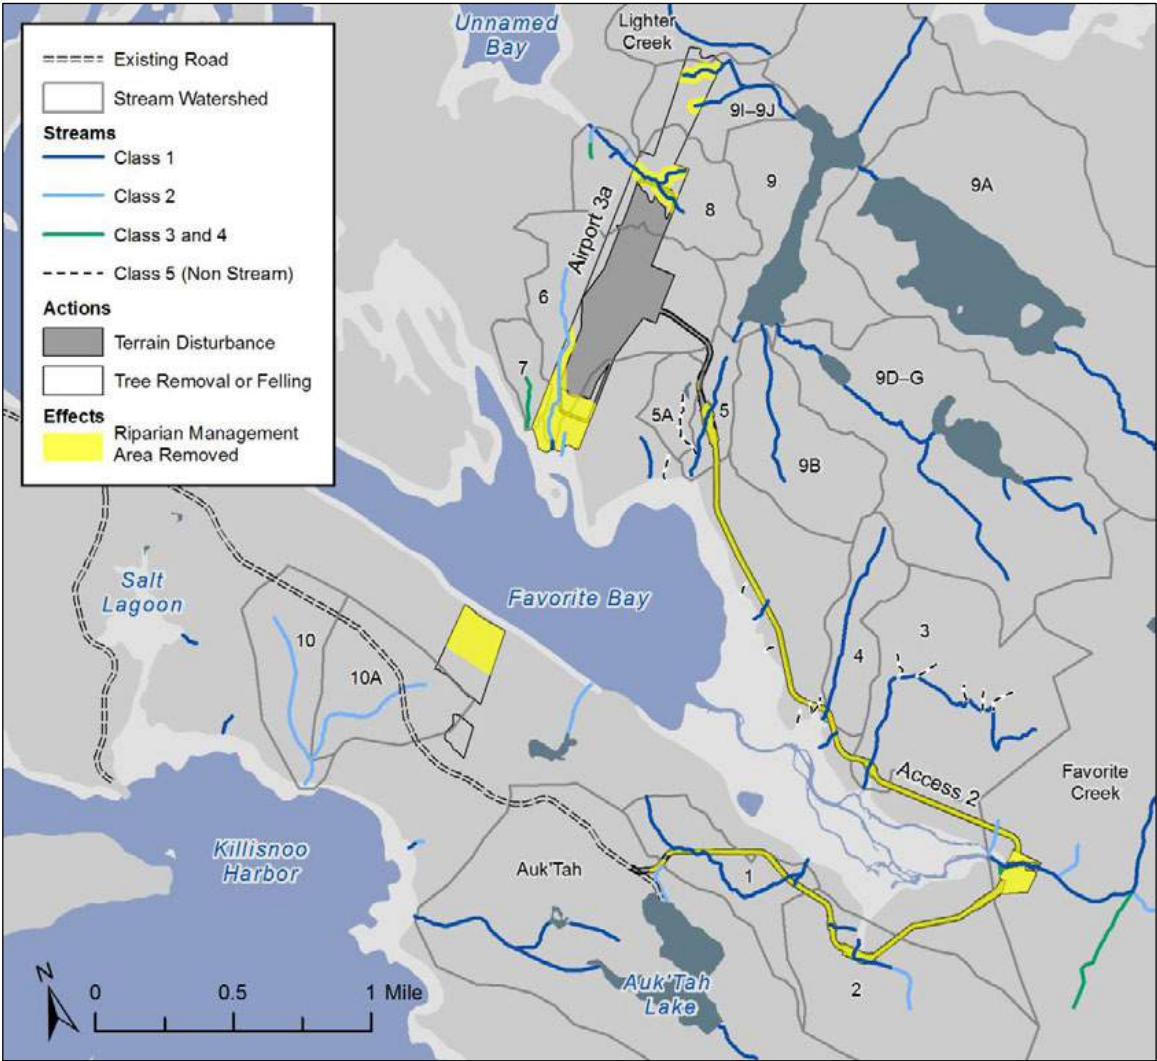 Existing Road
Stream Watershed
Streams
Class 1
Class 2
Class 3 and 4
Class 5 (Non Stream)
Actions
Terrain Disturbance
Tree Removal or Felling
Effects
Riparian Management
Area Removed
Unnamed
Bay
Lighter
Creek
9I–9J
9
9A
8
Airport 3a
6
7
5A
5
9D–G
9B
Salt
Lagoon
Favorite Bay
10
10A
4
3
Access 2
Favorite
Creek
Killisnoo
Harbor
Auk'Tah
1
2
Auk'Tah
Lake
N
0
0.5
1 Mile